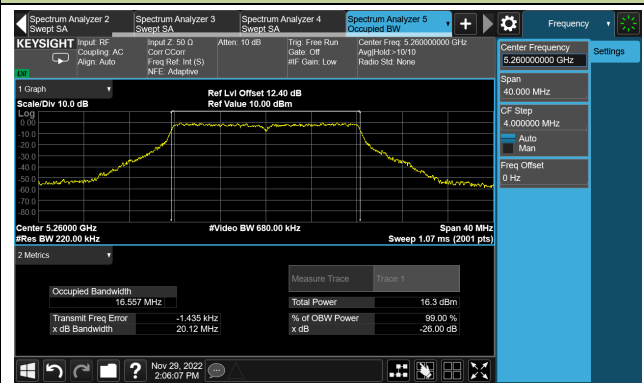 Spectrum Analyzer 2
Swept SA
Spectrum Analyzer 3
Swept SA
Spectrum Analyzer 4
Swept SA
Spectrum Analyzer 5
Occupied BW
+
Frequency
KEYSIGHT
Input: RF
Coupling: AC
Align: Auto
Input Z: 50 Ω
Corr CCorr
Freq Ref: Int (S)
NFE: Adaptive
Atten: 10 dB
Trig: Free Run
Gate: Off
#IF Gain: Low
Center Freq: 5.260000000 GHz
Avg|Hold:>10/10
Radio Std: None
LXI
Center Frequency
5.260000000 GHz
Settings
Span
40.000 MHz
CF Step
4.000000 MHz
Auto
Man
Freq Offset
0 Hz
1 Graph
Scale/Div 10.0 dB
Ref Lvl Offset 12.40 dB
Ref Value 10.00 dBm
Log
0.00
-10.0
-20.0
-30.0
-40.0
-50.0
-60.0
-70.0
-80.0
Center 5.26000 GHz
#Video BW 680.00 kHz
Span 40 MHz
#Res BW 220.00 kHz
Sweep 1.07 ms (2001 pts)
2 Metrics
Measure Trace
Trace 1
Occupied Bandwidth
16.557 MHz
Total Power
16.3 dBm
Transmit Freq Error
-1.435 kHz
% of OBW Power
99.00 %
x dB Bandwidth
20.12 MHz
x dB
-26.00 dB
?
Nov 29, 2022
2:06:07 PM